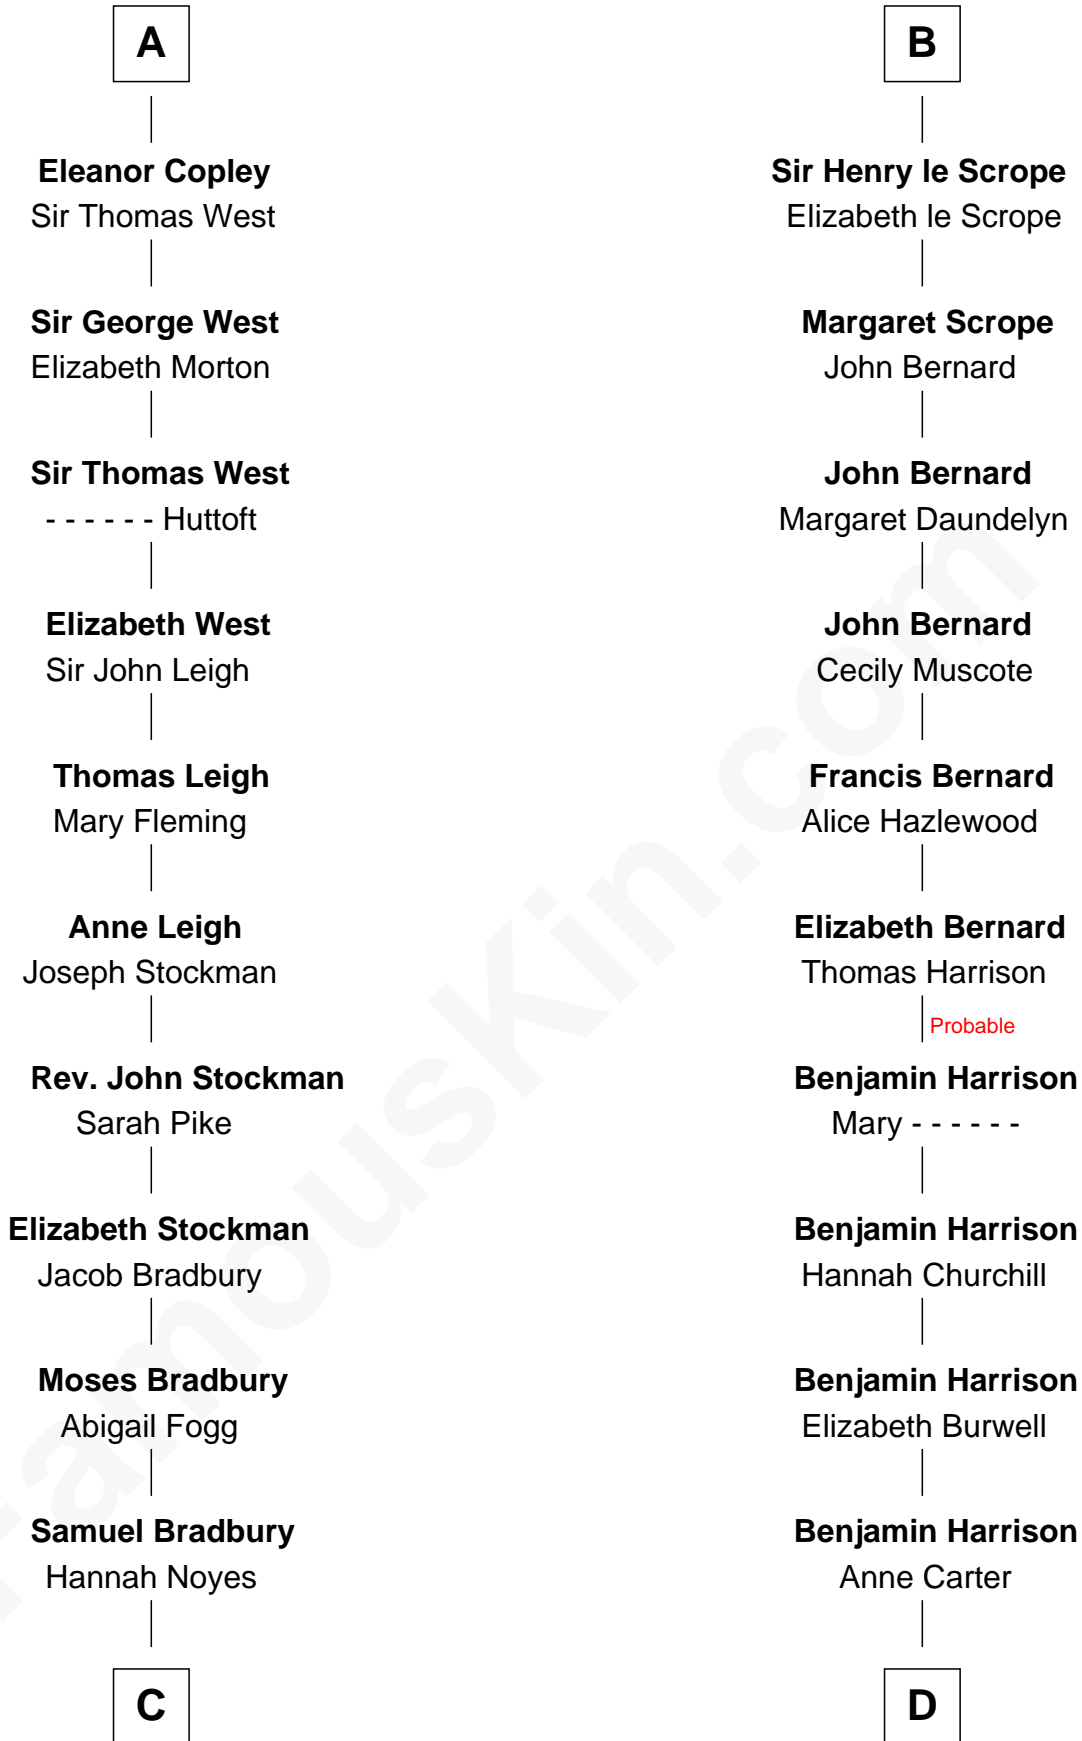 A
Eleanor Copley
Sir Thomas West
Sir George West
Elizabeth Morton
Sir Thomas West
- - - - - - Huttoft
Elizabeth West
Sir John Leigh
Thomas Leigh
Mary Fleming
Anne Leigh
Joseph Stockman
Rev. John Stockman
Sarah Pike
Elizabeth Stockman
Jacob Bradbury
Moses Bradbury
Abigail Fogg
Samuel Bradbury
Hannah Noyes
C
B
Sir Henry le Scrope
Elizabeth le Scrope
Margaret Scrope
John Bernard
John Bernard
Margaret Daundelyn
John Bernard
Cecily Muscote
Francis Bernard
Alice Hazlewood
Elizabeth Bernard
Thomas Harrison
Probable
Benjamin Harrison
Mary - - - - - -
Benjamin Harrison
Hannah Churchill
Benjamin Harrison
Elizabeth Burwell
Benjamin Harrison
Anne Carter
D
FamousKin.com